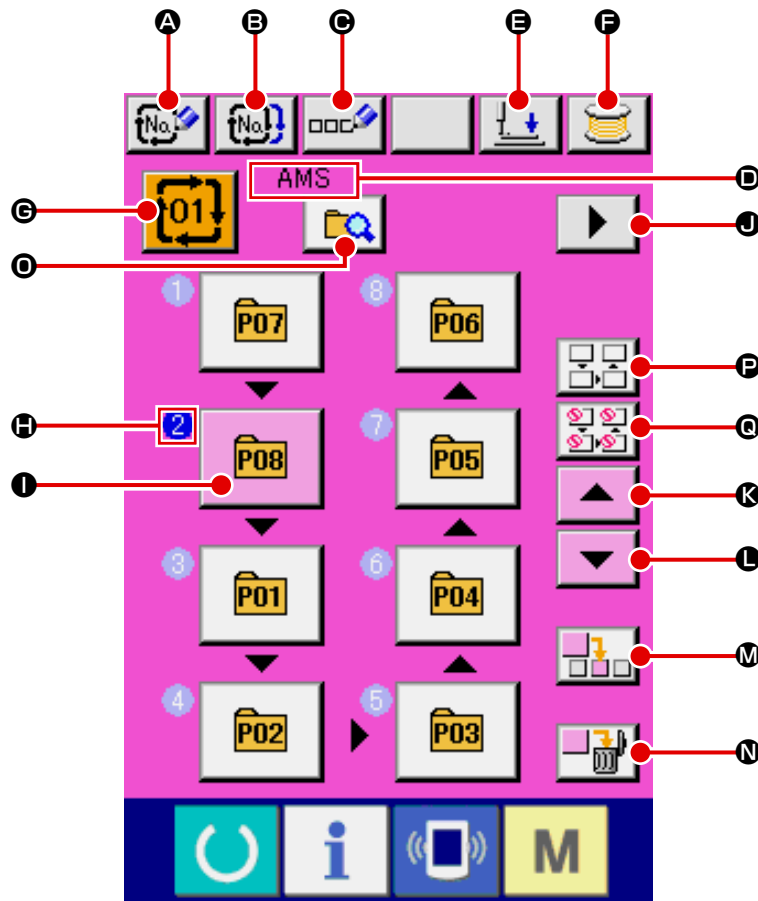 A B C E F
No. No.
AMS D
G 01 J
O
1 P07 8 P06
P
H 2 P08 7 P05 Q
I K
3 P01 6 P04 L
M
4 P02 5 P03 N
i M